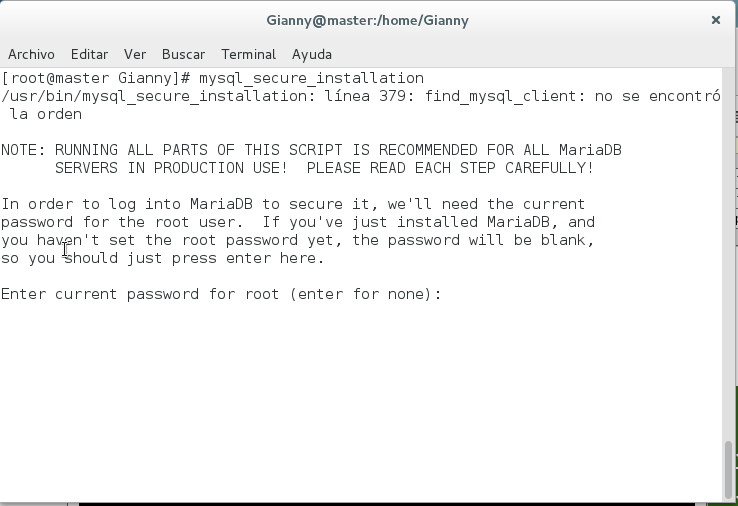 Gianny@master:/home/Gianny
Archivo Editar Ver Buscar Terminal Ayuda
[root@master Gianny]# mysql_secure_installation
/usr/bin/mysql_secure_installation: línea 379: find_mysql_client: no se encontró
 la orden
NOTE: RUNNING ALL PARTS OF THIS SCRIPT IS RECOMMENDED FOR ALL MariaDB
      SERVERS IN PRODUCTION USE!  PLEASE READ EACH STEP CAREFULLY!
In order to log into MariaDB to secure it, we'll need the current
password for the root user.  If you've just installed MariaDB, and
you haven't set the root password yet, the password will be blank,
so you should just press enter here.
Enter current password for root (enter for none):